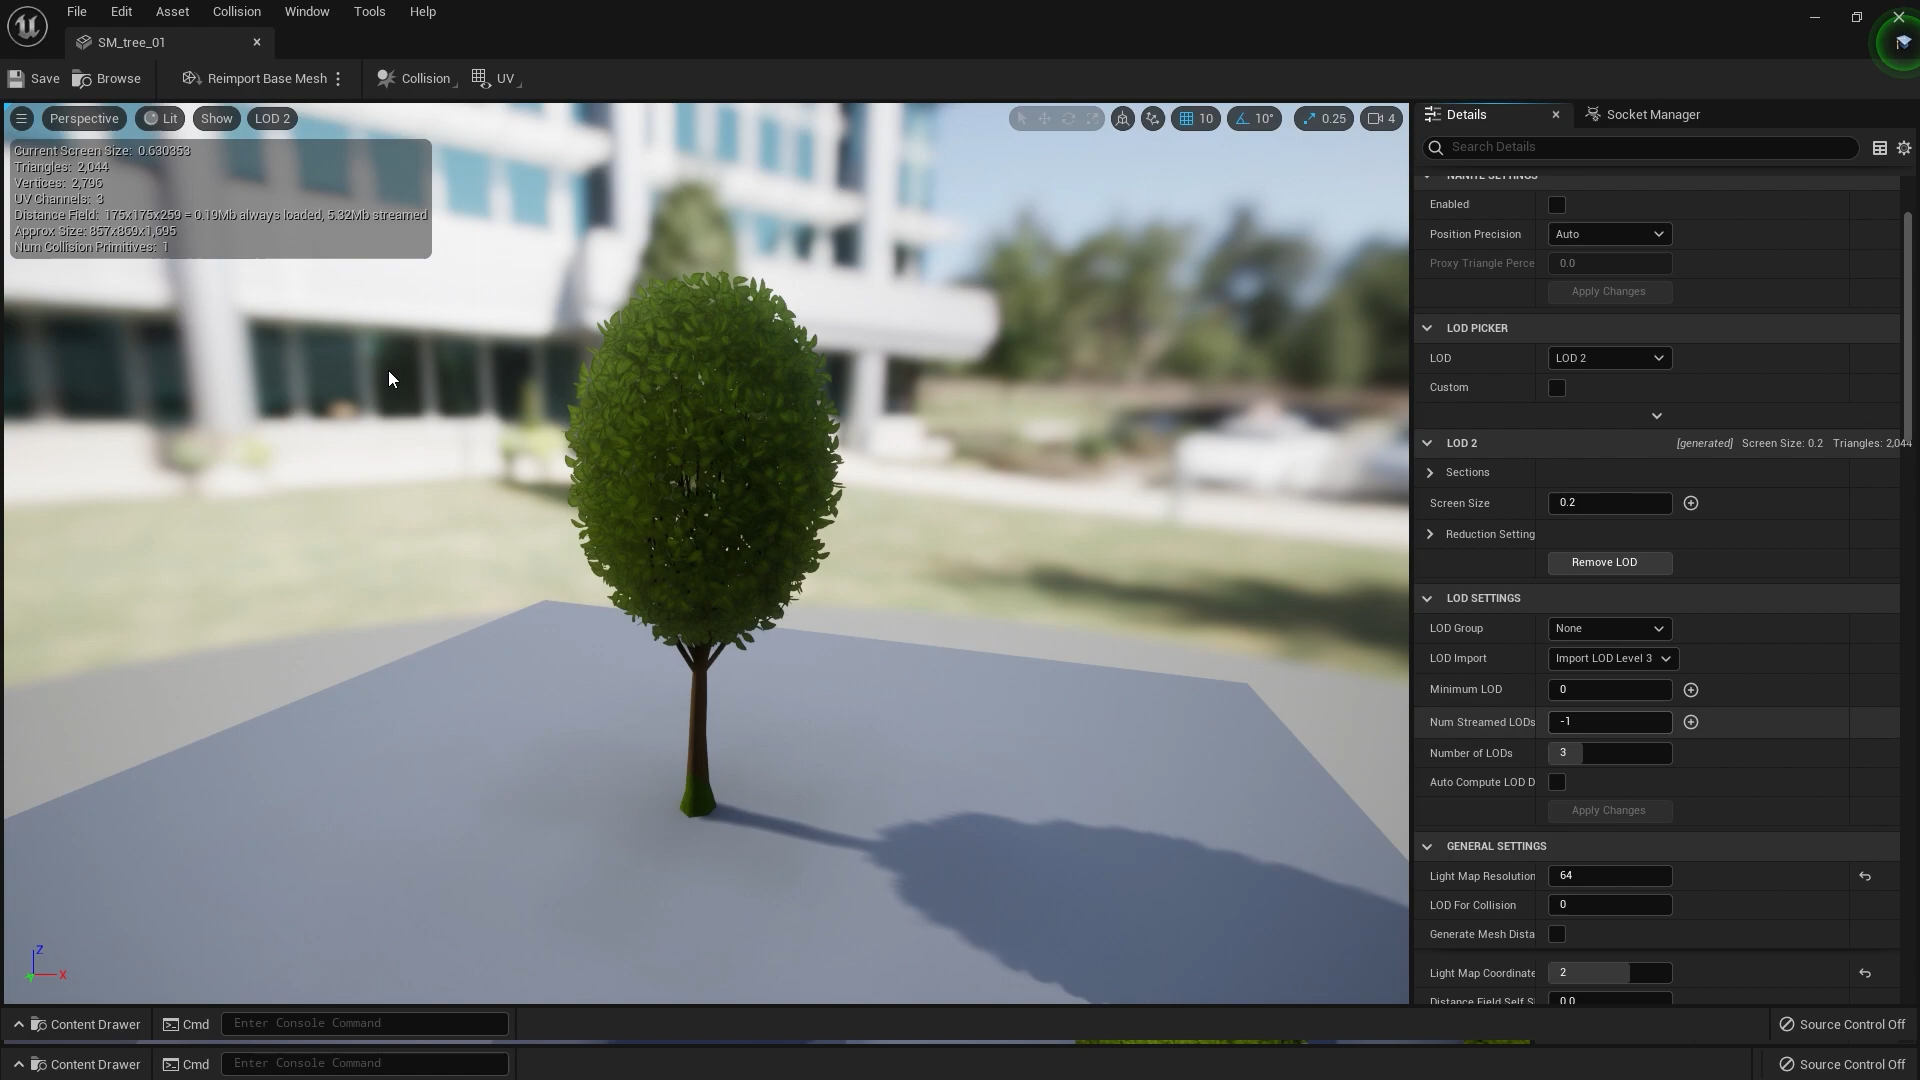 File Edit Asset Collision Window Tools Help
SM_tree_01
Save Browse Reimport Base Mesh Collision UV
Perspective Lit Show LOD 2 10 10° 0.25 4
Current Screen Size: 0.630353
Triangles: 2,044
Vertices: 2,796
UV Channels: 3
Distance Field: 175x175x259 = 0.19Mb always loaded, 5.32Mb streamed
Approx Size: 857x869x1,695
Num Collision Primitives: 1
Z
X
Details Socket Manager
Search Details
NANITE SETTINGS
Enabled
Position Precision Auto
Proxy Triangle Perce 0.0
Apply Changes
LOD PICKER
LOD LOD 2
Custom
LOD 2 [generated] Screen Size: 0.2 Triangles: 2,044
Sections
Screen Size 0.2
Reduction Setting
Remove LOD
LOD SETTINGS
LOD Group None
LOD Import Import LOD Level 3
Minimum LOD 0
Num Streamed LODs -1
Number of LODs 3
Auto Compute LOD D
Apply Changes
GENERAL SETTINGS
Light Map Resolution 64
LOD For Collision 0
Generate Mesh Dista
Light Map Coordinate 2
Distance Field Self S 0.0
Content Drawer Cmd Enter Console Command Source Control Off
Content Drawer Cmd Enter Console Command Source Control Off